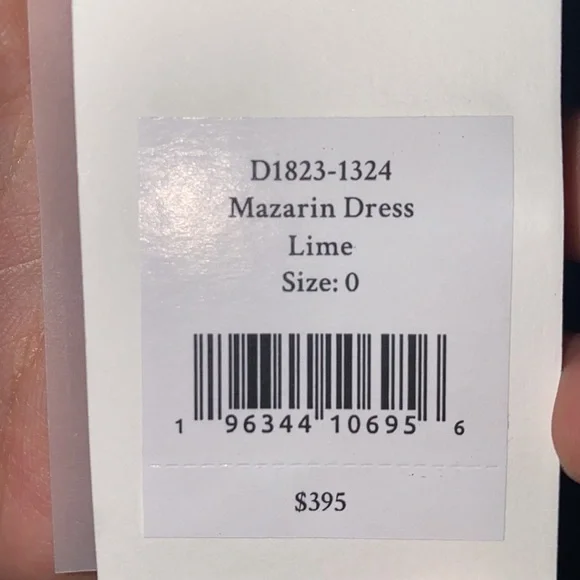 D1823-1324
Mazarin Dress
Lime
Size: 0
1 96344 10695 6
$395